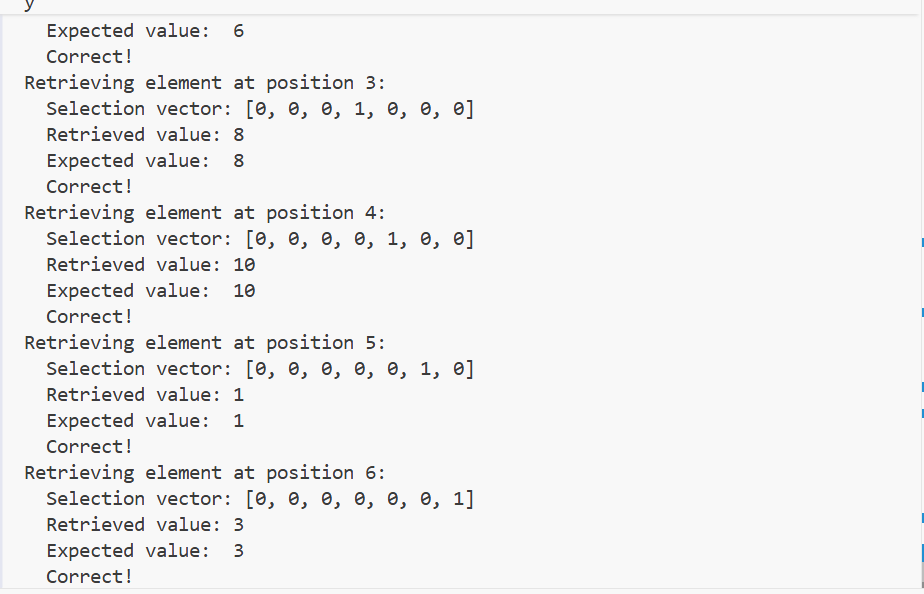 y
Expected value:  6
Correct!
Retrieving element at position 3:
Selection vector: [0, 0, 0, 1, 0, 0, 0]
Retrieved value: 8
Expected value:  8
Correct!
Retrieving element at position 4:
Selection vector: [0, 0, 0, 0, 1, 0, 0]
Retrieved value: 10
Expected value:  10
Correct!
Retrieving element at position 5:
Selection vector: [0, 0, 0, 0, 0, 1, 0]
Retrieved value: 1
Expected value:  1
Correct!
Retrieving element at position 6:
Selection vector: [0, 0, 0, 0, 0, 0, 1]
Retrieved value: 3
Expected value:  3
Correct!